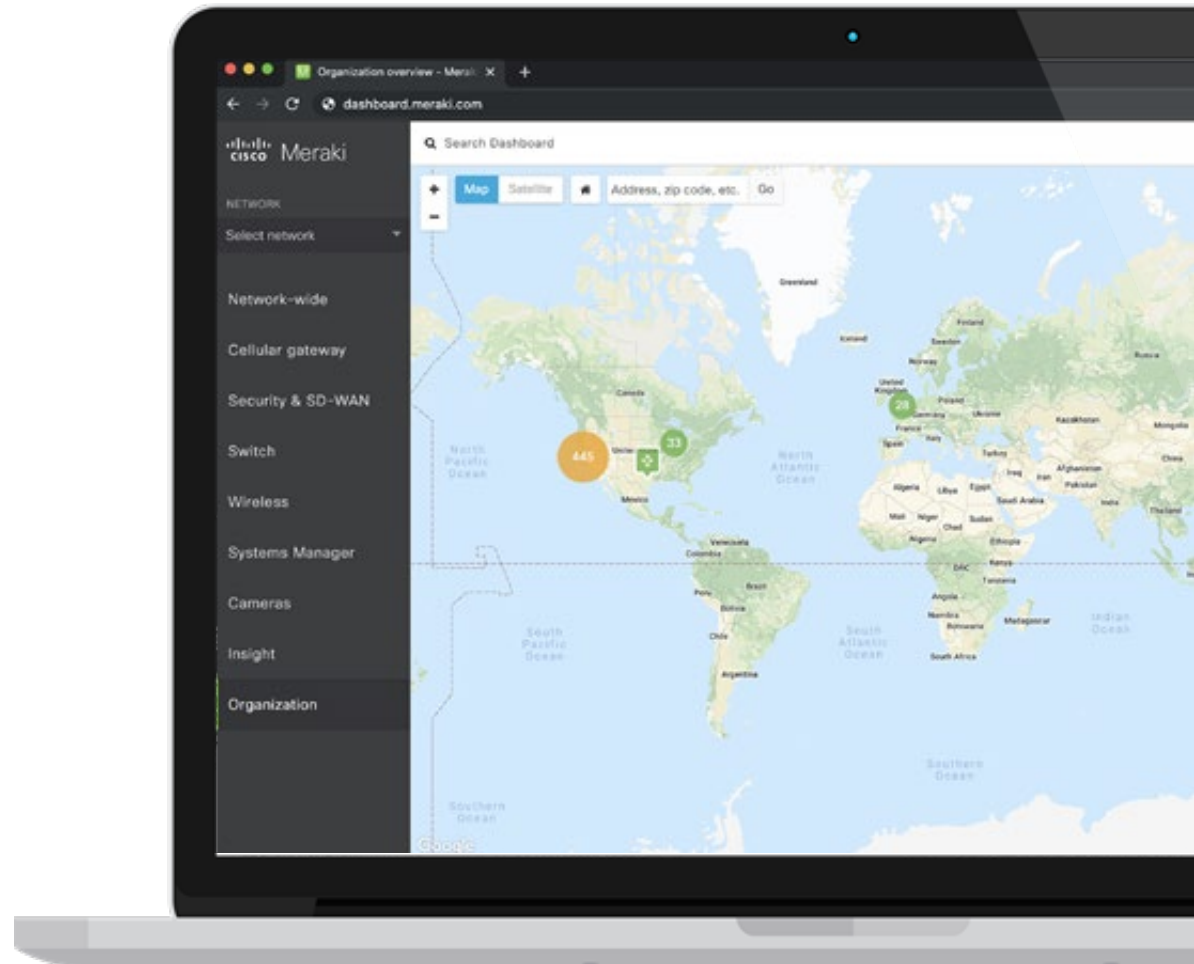 Organization overview - Meraki
dashboard.meraki.com
CISCO Meraki
Search Dashboard
NETWORK
Select network
Map Satellite Address, zip code, etc. Go
Network-wide
Cellular gateway
Security & SD-WAN
Switch
Wireless
Systems Manager
Cameras
Insight
Organization
Greenland
Iceland
Finland
Sweden
Norway
Russia
United
Kingdom
28
Poland
Germany
Ukraine
France
Spain
Italy
Turkey
Kazakhstan
Mongolia
China
Canada
445
33
North
Pacific
Ocean
North
Atlantic
Ocean
Mexico
Algeria
Libya
Egypt
Iraq
Iran
Afghanistan
Pakistan
Saudi Arabia
India
Thailand
Mali
Niger
Chad
Sudan
Nigeria
Ethiopia
Venezuela
Colombia
DRC
Kenya
Tanzania
Peru
Brazil
Bolivia
Angola
Namibia
Botswana
Madagascar
Chile
South
Pacific
Ocean
South
Atlantic
Ocean
Indian
Ocean
South Africa
Argentina
Southern
Ocean
Southern
Ocean
Google